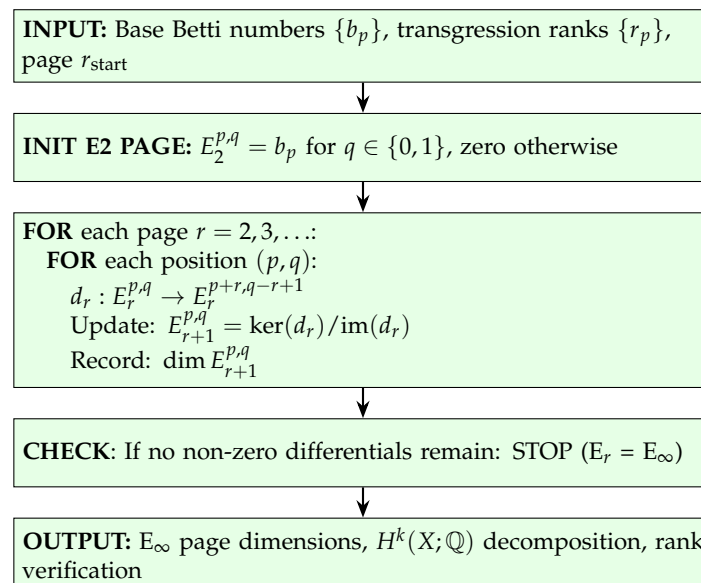 INPUT: Base Betti numbers {b_p}, transgression ranks {r_p},
page r_start
INIT E2 PAGE: E_2^{p,q} = b_p for q ∈ {0, 1}, zero otherwise
FOR each page r = 2, 3, . . .:
FOR each position (p, q):
d_r : E_r^{p,q} → E_r^{p+r,q−r+1}
Update: E_{r+1}^{p,q} = ker(d_r)/im(d_r)
Record: dim E_{r+1}^{p,q}
CHECK: If no non-zero differentials remain: STOP (E_r = E_∞)
OUTPUT: E_∞ page dimensions, H^k(X; ℚ) decomposition, rank
verification